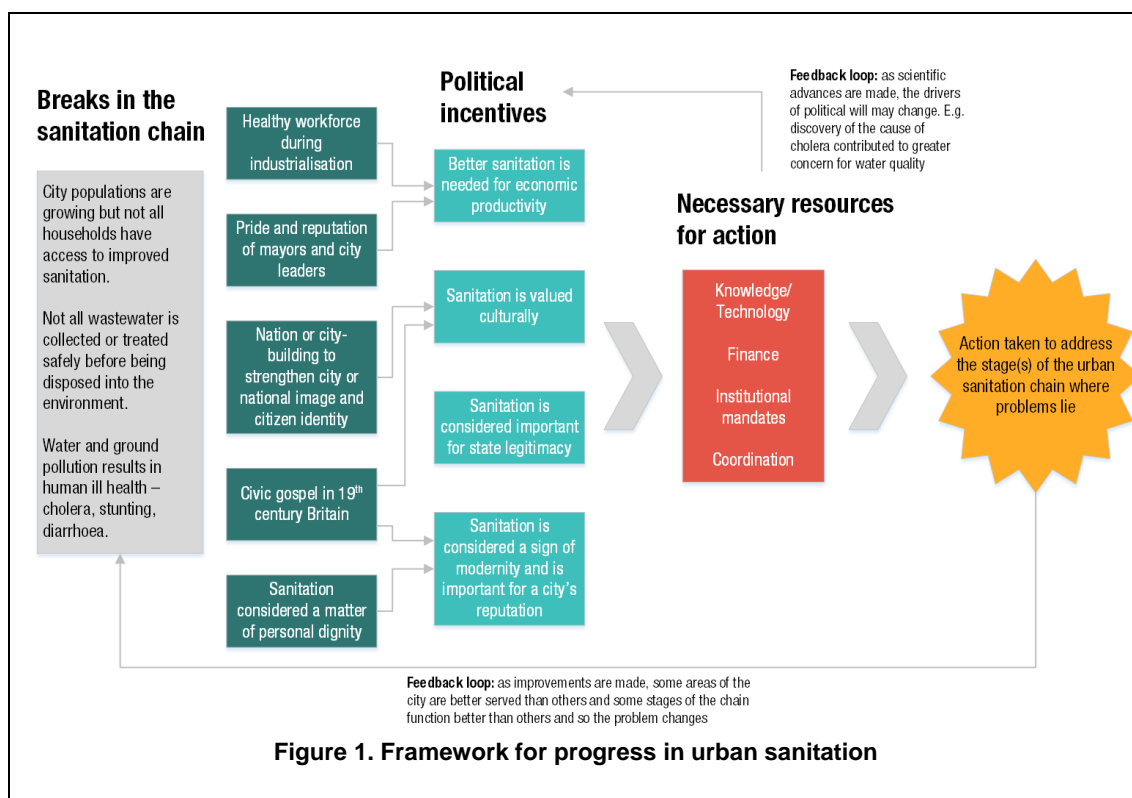 Breaks in the
sanitation chain
City populations are
growing but not all
households have
access to improved
sanitation.
Not all wastewater is
collected or treated
safely before being
disposed into the
environment.
Water and ground
pollution results in
human ill health –
cholera, stunting,
diarrhoea.
Healthy workforce
during
industrialisation
Pride and reputation
of mayors and city
leaders
Nation or city-
building to
strengthen city or
national image and
citizen identity
Civic gospel in 19th
century Britain
Sanitation
considered a matter
of personal dignity
Political
incentives
Better sanitation is
needed for economic
productivity
Sanitation is valued
culturally
Sanitation is
considered important
for state legitimacy
Sanitation is
considered a sign of
modernity and is
important for a city's
reputation
Feedback loop: as scientific
advances are made, the drivers
of political will may change. E.g.
discovery of the cause of
cholera contributed to greater
concern for water quality
Necessary resources
for action
Knowledge/
Technology
Finance
Institutional
mandates
Coordination
Action taken to address
the stage(s) of the urban
sanitation chain where
problems lie
Feedback loop: as improvements are made, some areas of the
city are better served than others and some stages of the chain
function better than others and so the problem changes
Figure 1. Framework for progress in urban sanitation